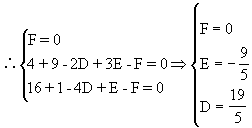 ∴ { F = 0 ; 4 + 9 - 2D + 3E - F = 0 ; 16 + 1 - 4D + E - F = 0 ⇒ { F = 0 ; E = -9/5 ; D = 19/5